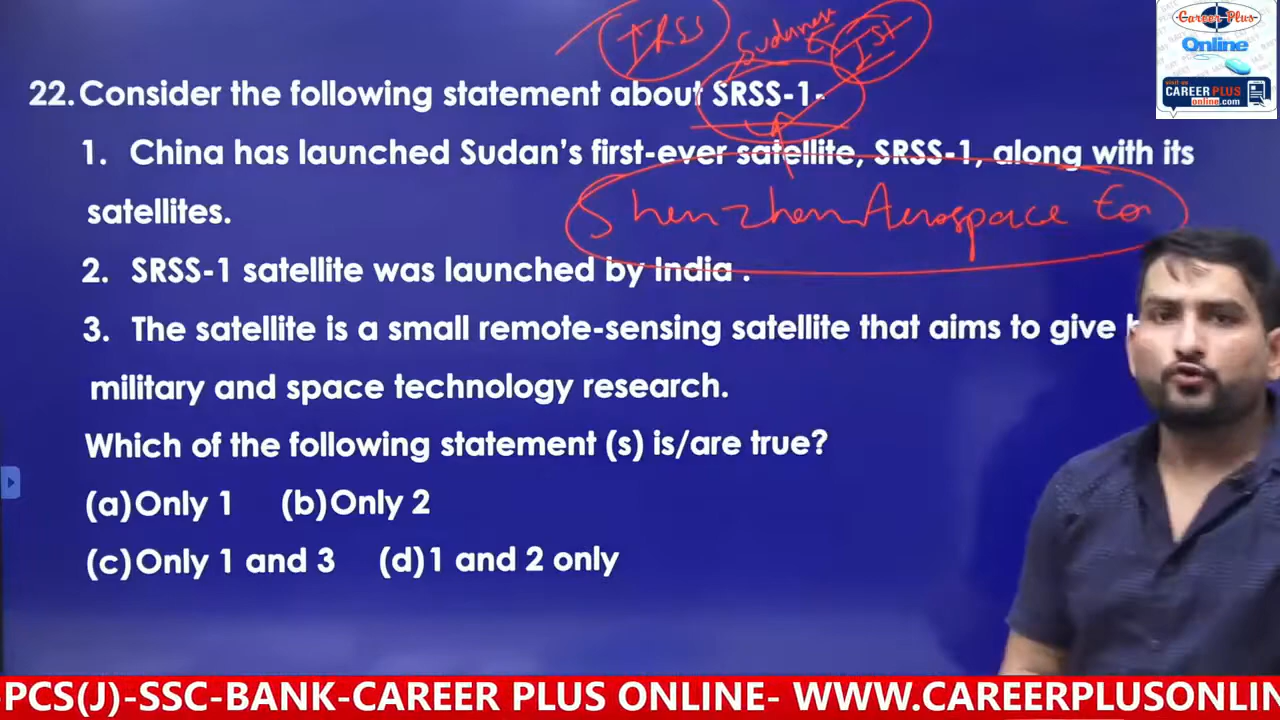 IRSS
Sudanese
IST
Career Plus
Online
22. Consider the following statement about SRSS-1-
CAREER PLUS
online.com
1. China has launched Sudan's first-ever satellite, SRSS-1, along with its
satellites.
Shenzhen Aerospace
2. SRSS-1 satellite was launched by India .
3. The satellite is a small remote-sensing satellite that aims to give
military and space technology research.
Which of the following statement (s) is/are true?
(a)Only 1 (b)Only 2
(c)Only 1 and 3 (d)1 and 2 only
-PCS(J)-SSC-BANK-CAREER PLUS ONLINE- WWW.CAREERPLUSONLIN